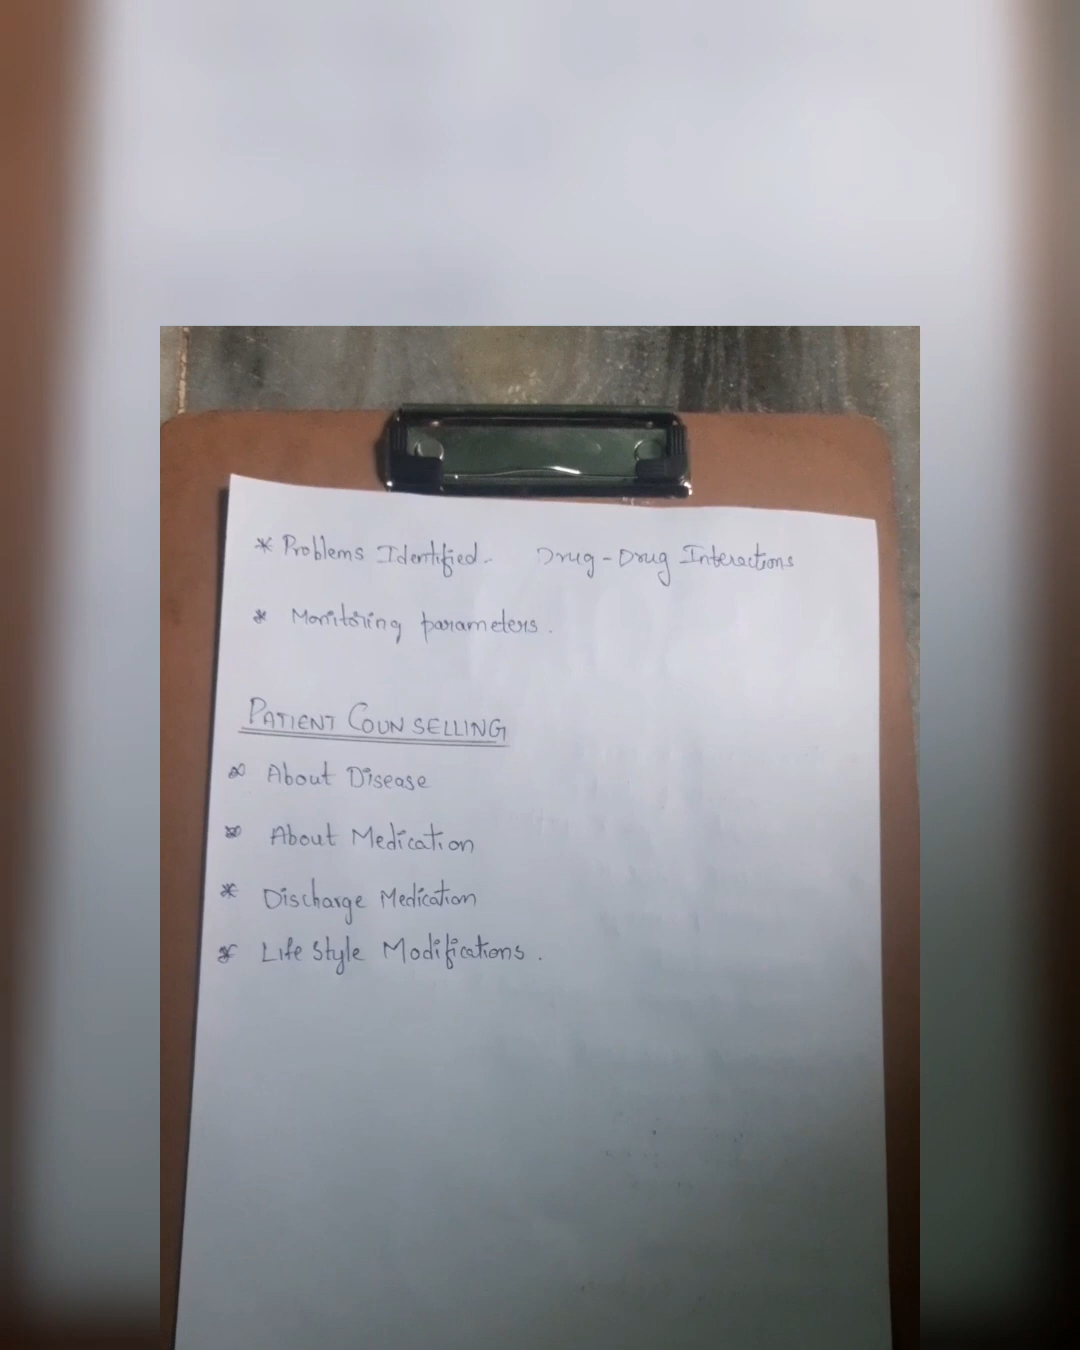 * Problems Identified. Drug-Drug Interactions
* Monitoring parameters.
PATIENT COUNSELLING
* About Disease
* About Medication
* Discharge Medication
* Life Style Modifications.